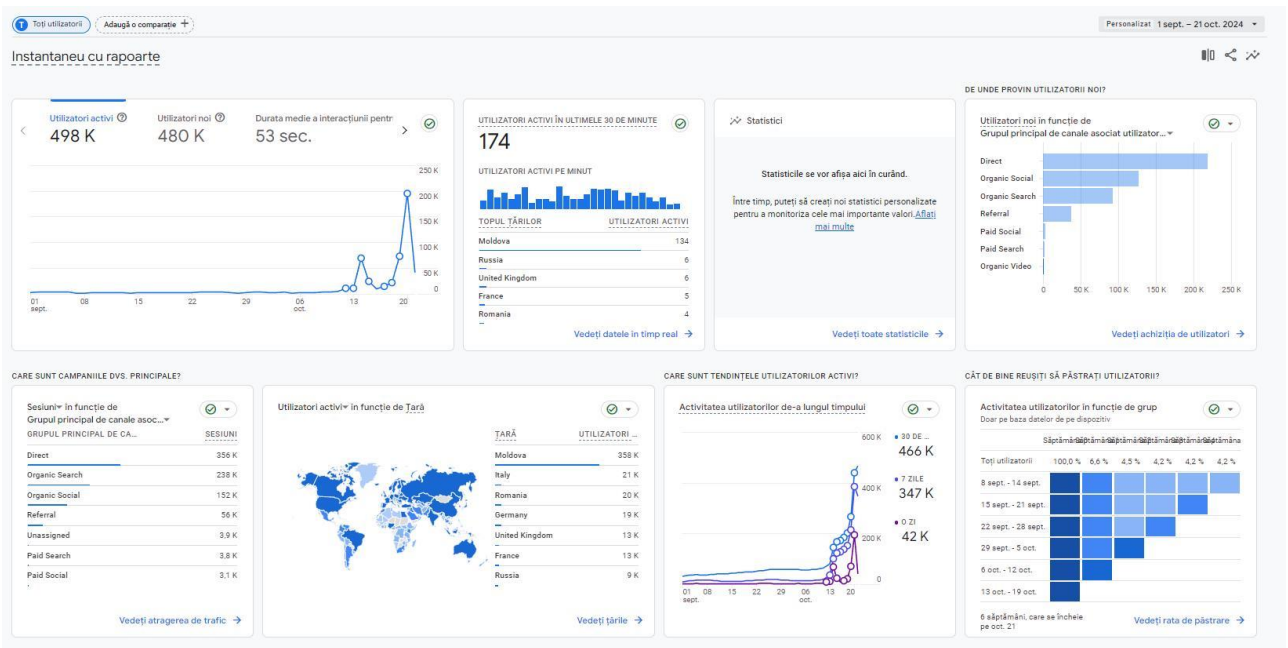 T Toți utilizatorii
Adaugă o comparație +
Personalizat 1 sept. – 21 oct. 2024
Instantaneu cu rapoarte
Utilizatori activi
498 K
Utilizatori noi
480 K
Durata medie a interacțiunii pentr
53 sec.
250 K
200 K
150 K
100 K
50 K
0
01 sept.
08
15
22
29
06 oct.
13
20
UTILIZATORI ACTIVI ÎN ULTIMELE 30 DE MINUTE
174
UTILIZATORI ACTIVI PE MINUT
TOPUL ȚĂRILOR UTILIZATORI ACTIVI
Moldova 134
Russia 6
United Kingdom 6
France 5
Romania 4
Vedeți datele în timp real
Statistici
Statisticile se vor afișa aici în curând.
Între timp, puteți să creați noi statistici personalizate
pentru a monitoriza cele mai importante valori.Aflați
mai multe
Vedeți toate statisticile
DE UNDE PROVIN UTILIZATORII NOI?
Utilizatori noi în funcție de
Grupul principal de canale asociat utilizator...
Direct
Organic Social
Organic Search
Referral
Paid Social
Paid Search
Organic Video
0 50 K 100 K 150 K 200 K 250 K
Vedeți achiziția de utilizatori
CARE SUNT CAMPANIILE DVS. PRINCIPALE?
Sesiuni în funcție de
Grupul principal de canale asoc...
GRUPUL PRINCIPAL DE CA... SESIUNI
Direct 356 K
Organic Search 238 K
Organic Social 152 K
Referral 56 K
Unassigned 3,9 K
Paid Search 3,8 K
Paid Social 3,1 K
Vedeți atragerea de trafic
Utilizatori activi în funcție de Țară
ȚARĂ UTILIZATORI ...
Moldova 358 K
Italy 21 K
Romania 20 K
Germany 19 K
United Kingdom 13 K
France 13 K
Russia 9 K
Vedeți țările
CARE SUNT TENDINȚELE UTILIZATORILOR ACTIVI?
Activitatea utilizatorilor de-a lungul timpului
600 K
400 K
200 K
0
01 sept.
08
15
22
29
06 oct.
13
20
30 DE ...
466 K
7 ZILE
347 K
0 ZI
42 K
CÂT DE BINE REUȘIȚI SĂ PĂSTRAȚI UTILIZATORII?
Activitatea utilizatorilor în funcție de grup
Doar pe baza datelor de pe dispozitiv
Toți utilizatorii 100,0 % 6,6 % 4,5 % 4,2 % 4,2 % 4,2 %
8 sept. - 14 sept.
15 sept. - 21 sept.
22 sept. - 28 sept.
29 sept. - 5 oct.
6 oct. - 12 oct.
13 oct. - 19 oct.
6 săptămâni, care se încheie
pe oct. 21
Vedeți rata de păstrare